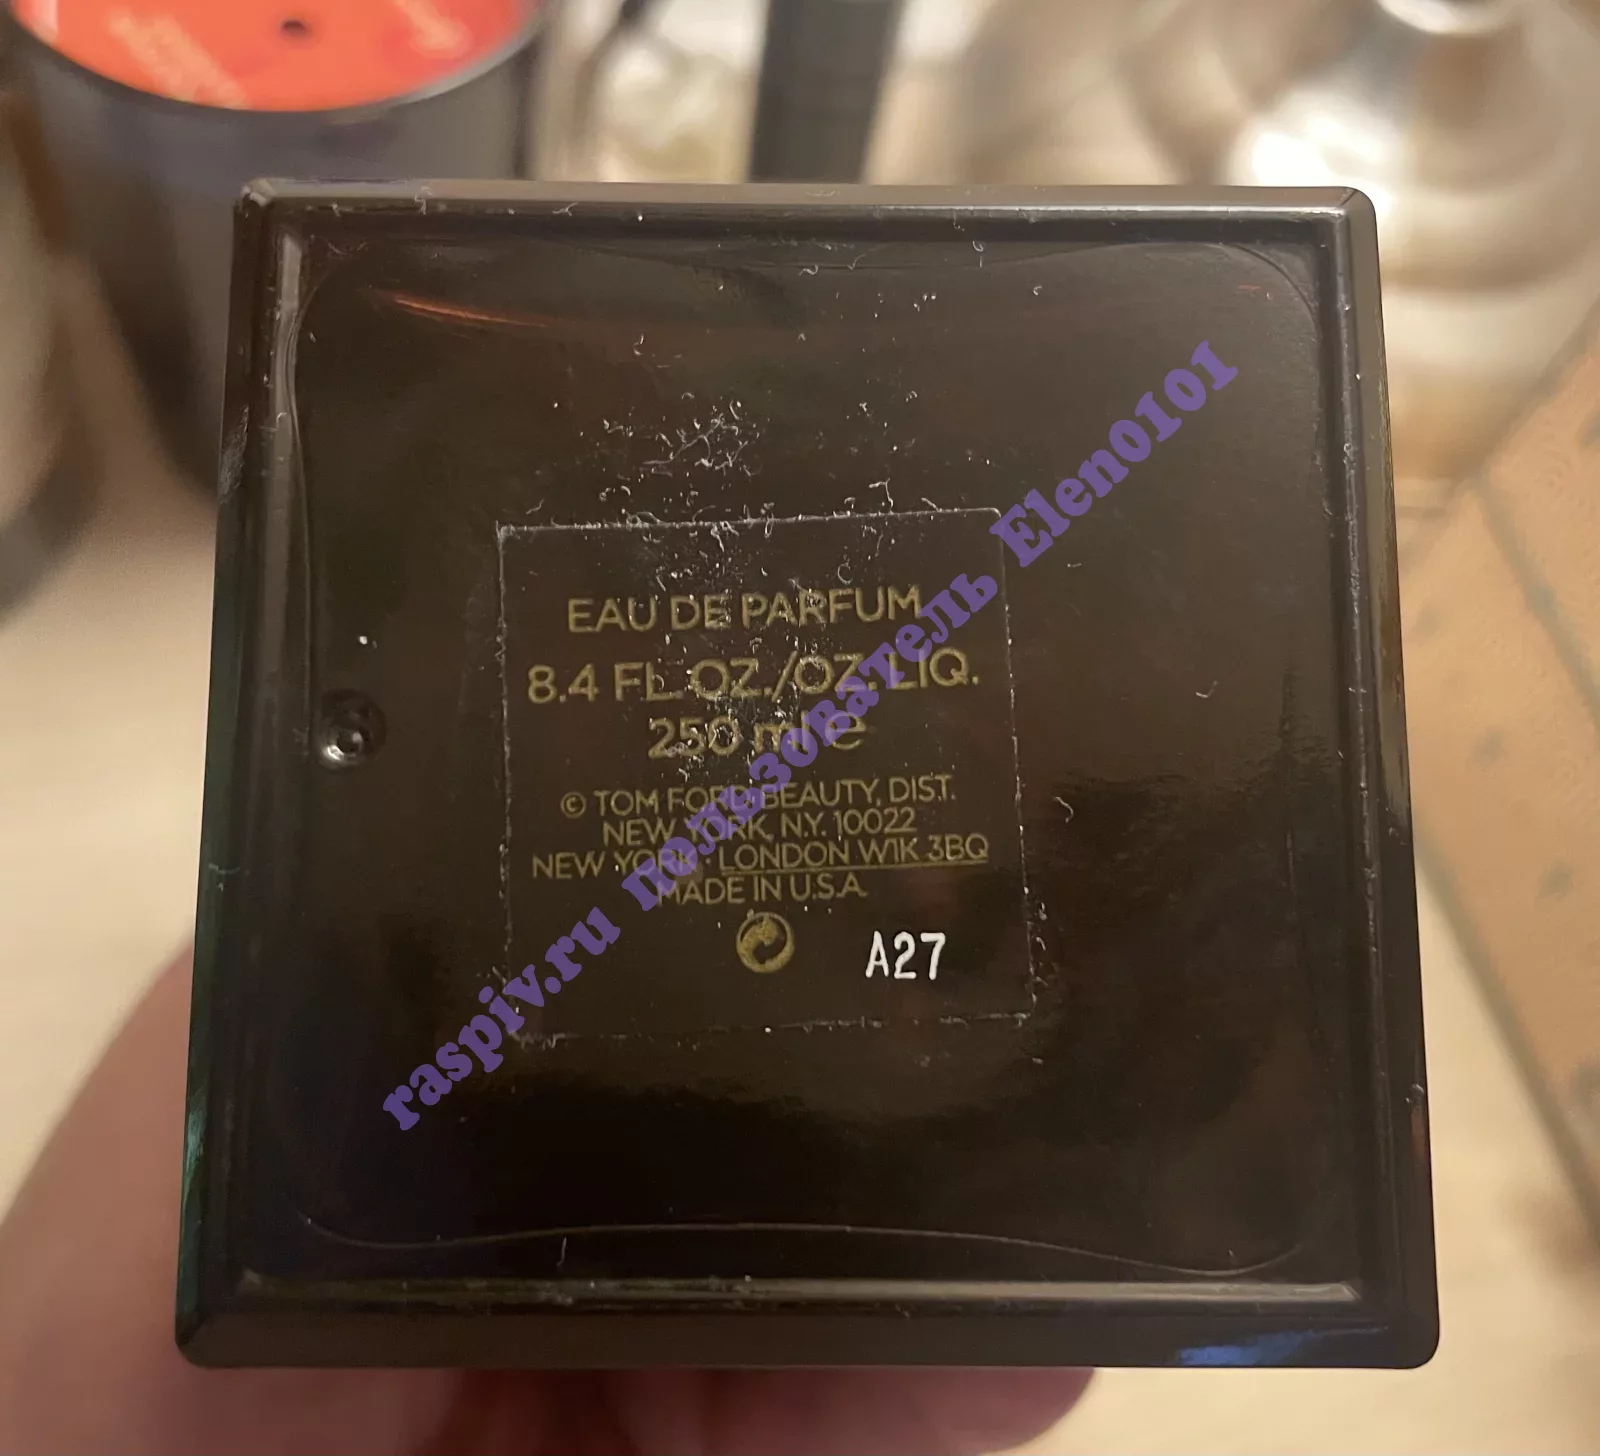 EAU DE PARFUM
8.4 FL.OZ./OZ.LIQ.
250 ml e
© TOM FORD BEAUTY, DIST.
NEW YORK, N.Y. 10022
NEW YORK · LONDON W1K 3BQ
MADE IN U.S.A.
A27
raspiv.ru пользователь Elen0101